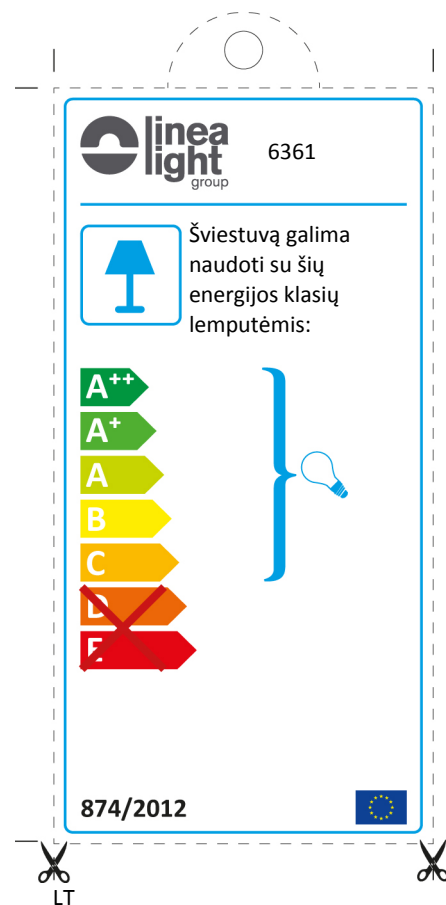 linea
light
group
6361
Šviestuvą galima
naudoti su šių
energijos klasių
lemputėmis:
A++
A+
A
B
C
D
E
874/2012
LT